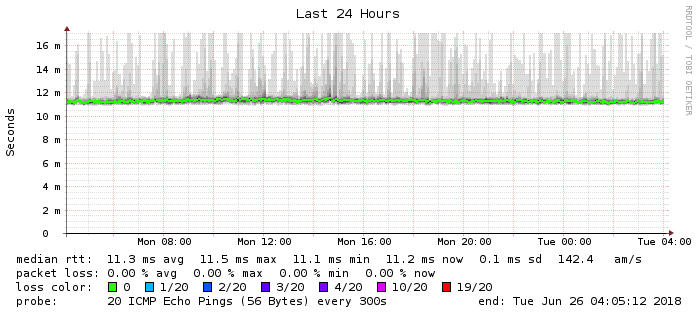 Last 24 Hours
RRDTOOL / TOBI OETIKER
Seconds
16 m
14 m
12 m
10 m
8 m
6 m
4 m
2 m
0
Mon 08:00 Mon 12:00 Mon 16:00 Mon 20:00 Tue 00:00 Tue 04:00
median rtt: 11.3 ms avg 11.5 ms max 11.1 ms min 11.2 ms now 0.1 ms sd 142.4 am/s
packet loss: 0.00 % avg 0.00 % max 0.00 % min 0.00 % now
loss color: 0 1/20 2/20 3/20 4/20 10/20 19/20
probe: 20 ICMP Echo Pings (56 Bytes) every 300s end: Tue Jun 26 04:05:12 2018